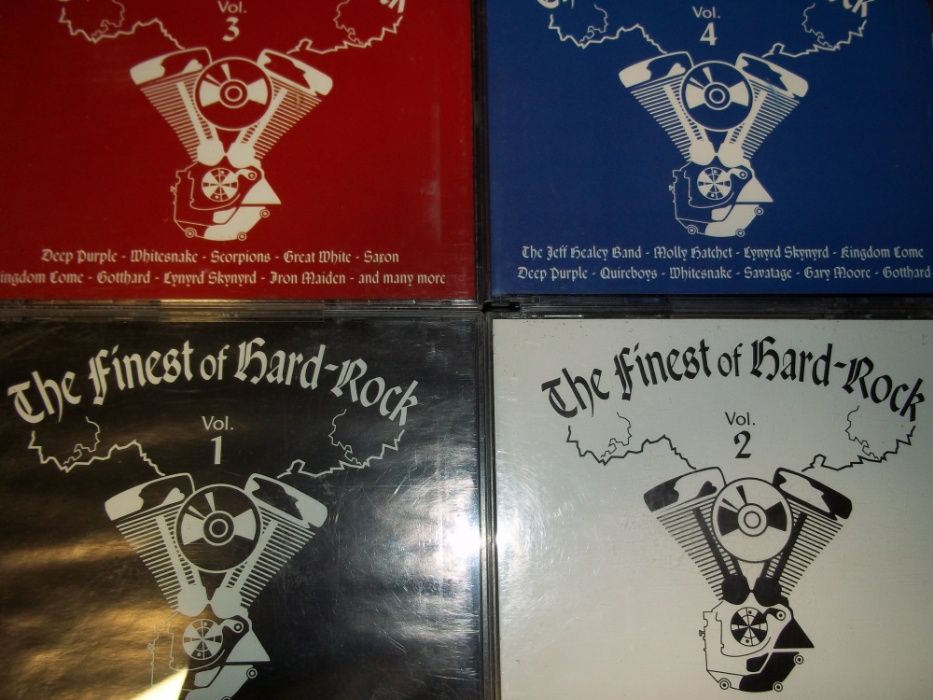 Vol.
3
Deep Purple - Whitesnake - Scorpions - Great White - Saxon
ingdom Come - Gotthard - Lynyrd Skynyrd - Iron Maiden - and many more
Rock
Vol.
4
The Jeff Healey Band - Molly Hatchet - Lynyrd Skynyrd - Kingdom Come
Deep Purple - Quireboys - Whitesnake - Savatage - Gary Moore - Gotthard
The Finest of Hard-Rock
Vol.
1
The Finest of Hard-Rock
Vol.
2